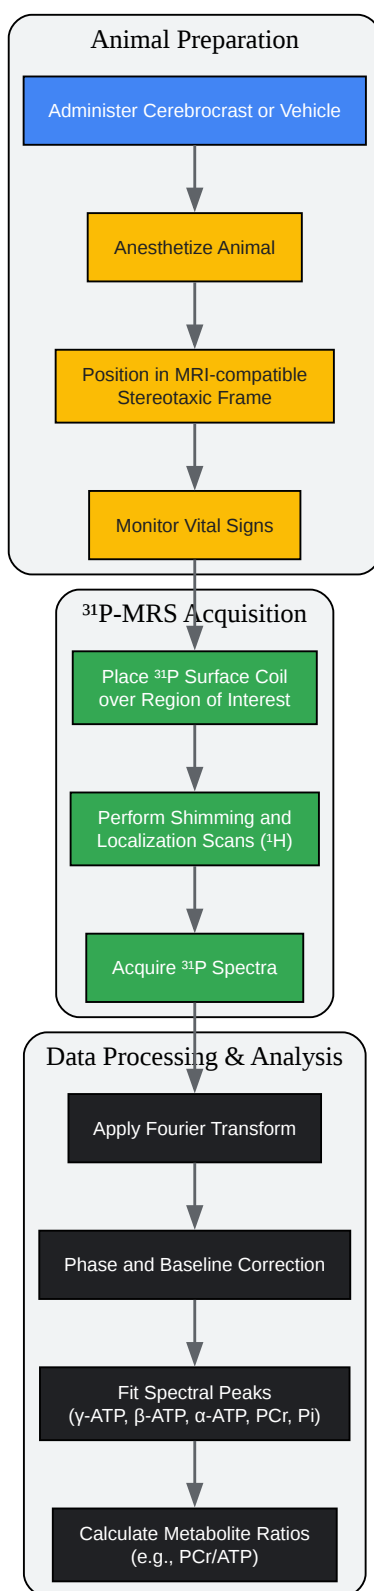 Animal Preparation
Administer Cerebrocrast or Vehicle
Anesthetize Animal
Position in MRI-compatible
Stereotaxic Frame
Monitor Vital Signs
³¹P-MRS Acquisition
Place ³¹P Surface Coil
over Region of Interest
Perform Shimming and
Localization Scans (¹H)
Acquire ³¹P Spectra
Data Processing & Analysis
Apply Fourier Transform
Phase and Baseline Correction
Fit Spectral Peaks
(γ-ATP, β-ATP, α-ATP, PCr, Pi)
Calculate Metabolite Ratios
(e.g., PCr/ATP)